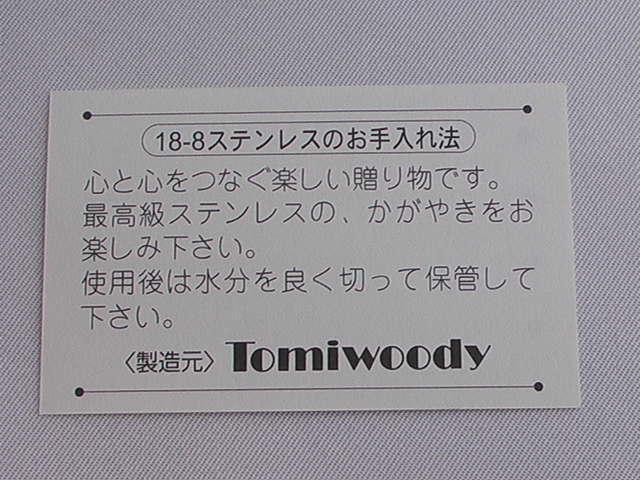 18-8ステンレスのお手入れ法
心と心をつなぐ楽しい贈り物です。
最高級ステンレスの、かがやきをお
楽しみ下さい。
使用後は水分を良く切って保管して
下さい。
〈製造元〉Tomiwoody